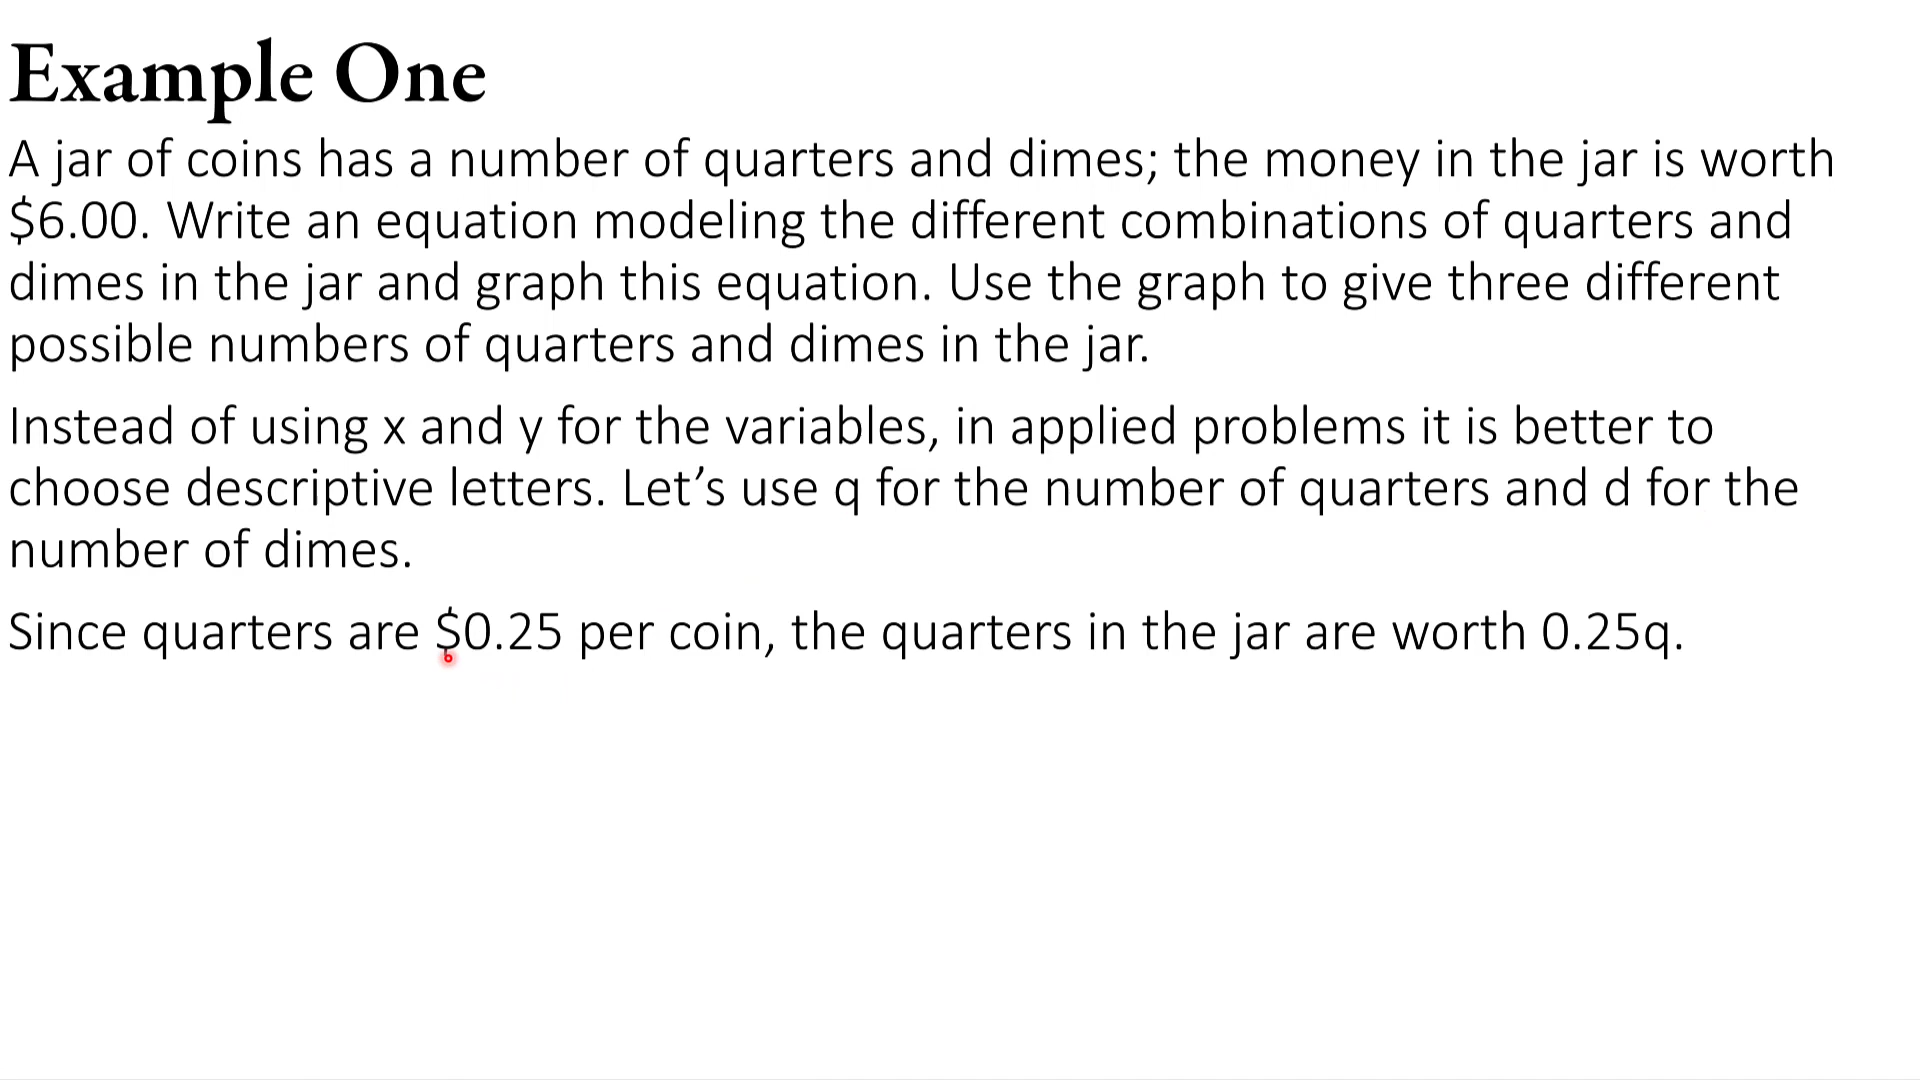 Example One
A jar of coins has a number of quarters and dimes; the money in the jar is worth
$6.00. Write an equation modeling the different combinations of quarters and
dimes in the jar and graph this equation. Use the graph to give three different
possible numbers of quarters and dimes in the jar.
Instead of using x and y for the variables, in applied problems it is better to
choose descriptive letters. Let’s use q for the number of quarters and d for the
number of dimes.
Since quarters are $0.25 per coin, the quarters in the jar are worth 0.25q.